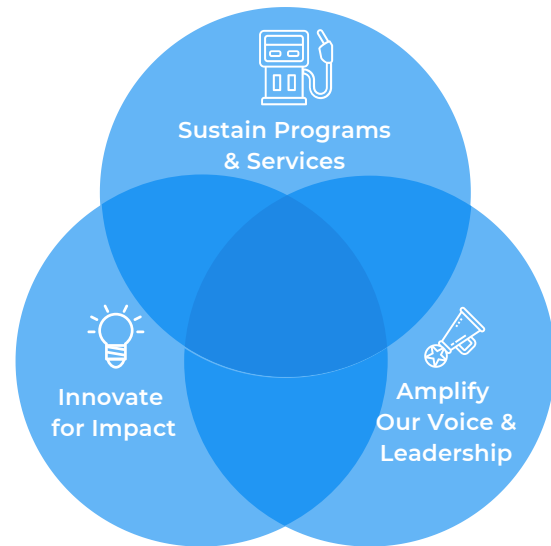 Sustain Programs
& Services
Innovate
for Impact
Amplify
Our Voice &
Leadership